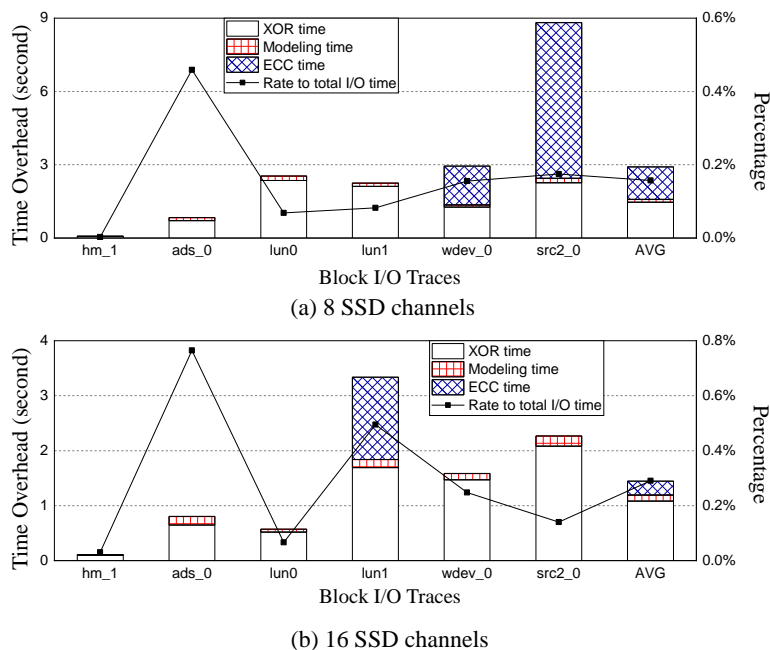 9
6
3
0
Time Overhead (second)
XOR time
Modeling time
ECC time
Rate to total I/O time
0.6%
0.4%
0.2%
0.0%
Percentage
hm_1 ads_0 lun0 lun1 wdev_0 src2_0 AVG
Block I/O Traces
(a) 8 SSD channels
4
3
2
1
0
Time Overhead (second)
XOR time
Modeling time
ECC time
Rate to total I/O time
0.8%
0.6%
0.4%
0.2%
0.0%
Percentage
hm_1 ads_0 lun0 lun1 wdev_0 src2_0 AVG
Block I/O Traces
(b) 16 SSD channels